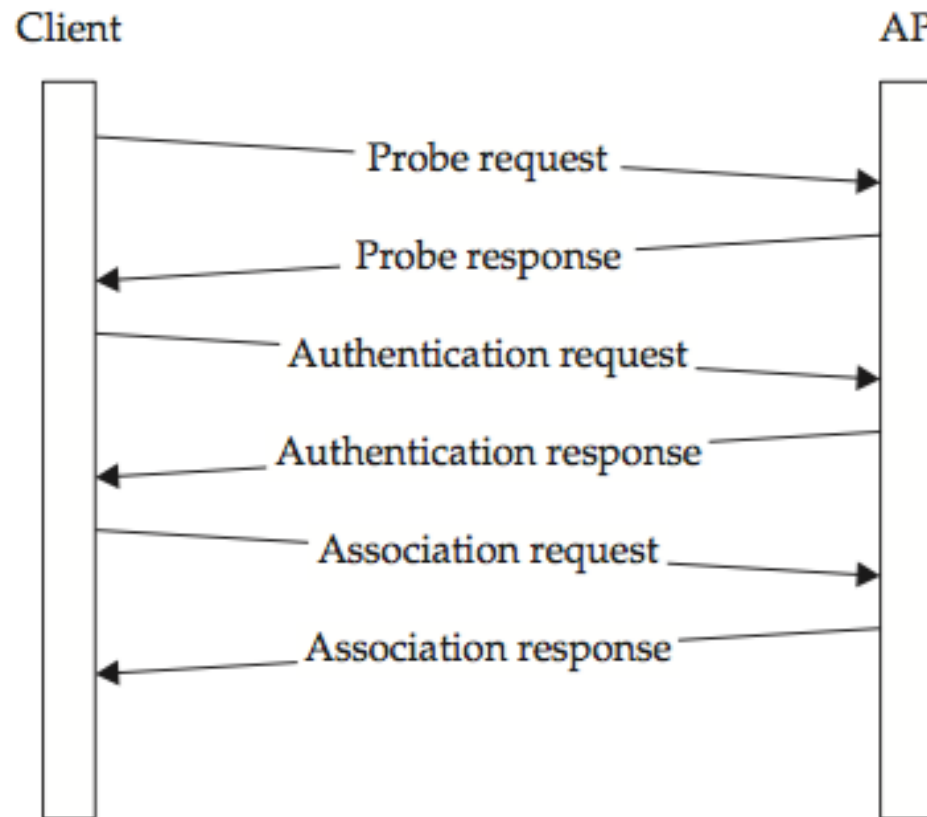 Client
AP
Probe request
Probe response
Authentication request
Authentication response
Association request
Association response